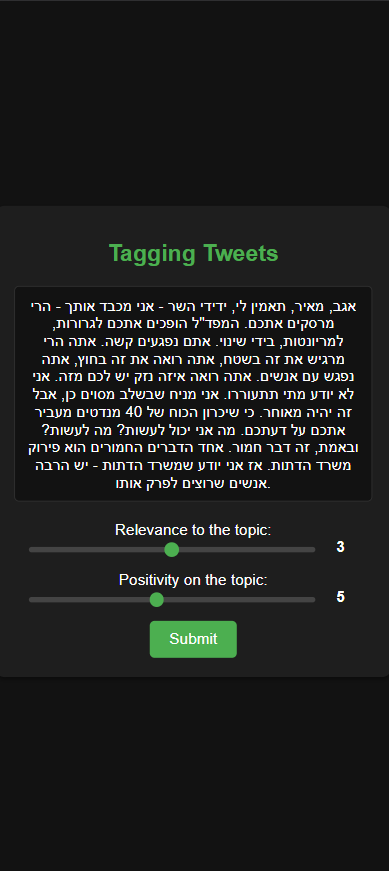 Tagging Tweets
אגב, מאיר, תאמין לי, ידידי השר - אני מכבד אותך - הרי
מרסקים אתכם. המפד"ל הופכים אתכם לגרורות,
למריונטות, בידי שינוי. אתם נפגעים קשה. אתה הרי
מרגיש את זה בשטח, אתה רואה את זה בחוץ, אתה
נפגש עם אנשים. אתה רואה איזה נזק יש לכם מזה. אני
לא יודע מתי תתעוררו. אני מניח שבשלב מסוים כן, אבל
זה יהיה מאוחר. כי שיכרון הכוח של 40 מנדטים מעביר
אתכם על דעתכם. מה אני יכול לעשות? מה לעשות?
ובאמת, זה דבר חמור. אחד הדברים החמורים הוא פירוק
משרד הדתות. אז אני יודע שמשרד הדתות - יש הרבה
אנשים שרוצים לפרק אותו.
Relevance to the topic:
3
Positivity on the topic:
5
Submit